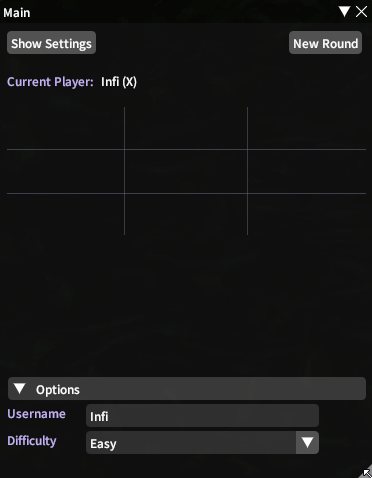 Main
Show Settings New Round
Current Player: Infi (X)
Options
Username Infi
Difficulty Easy